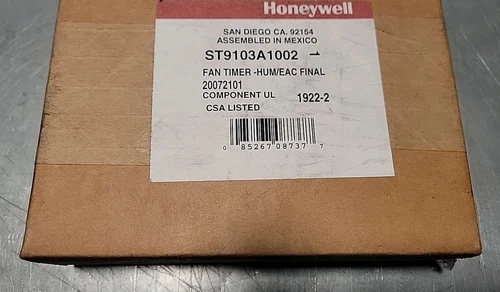 Honeywell
SAN DIEGO CA. 92154
ASSEMBLED IN MEXICO
ST9103A1002 1
FAN TIMER -HUM/EAC FINAL
20072101
COMPONENT UL 1922-2
CSA LISTED
0 85267 08737 7